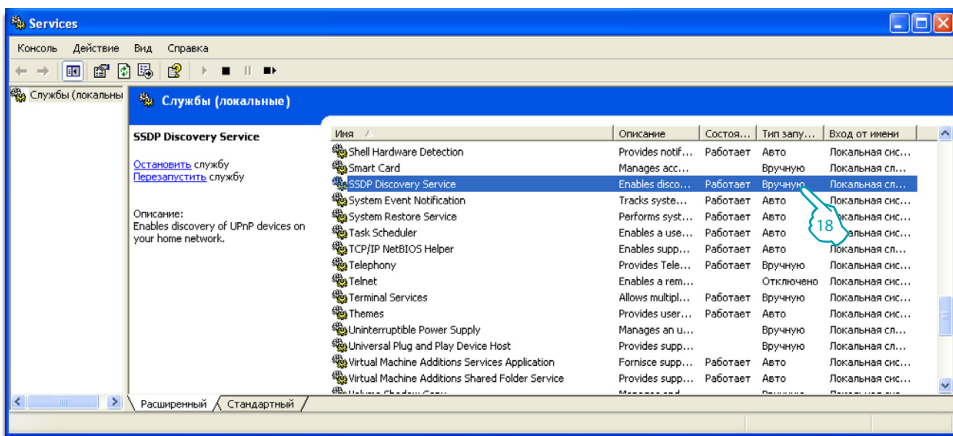 Services
Консоль Действие Вид Справка
Службы (локальны
Службы (локальные)
SSDP Discovery Service
Остановить службу
Перезапустить службу
Описание:
Enables discovery of UPnP devices on
your home network.
Имя Описание Состоя... Тип запу... Вход от имени
Shell Hardware Detection Provides notif... Работает Авто Локальная сис...
Smart Card Manages acc... Вручную Локальная сл...
SSDP Discovery Service Enables disco... Работает Вручную Локальная сл...
System Event Notification Tracks syste... Работает Авто Локальная сис...
System Restore Service Performs syst... Работает Авто Локальная сис...
Task Scheduler Enables a use... Работает Авто Локальная сис...
TCP/IP NetBIOS Helper Enables supp... Работает Авто Локальная сл...
Telephony Provides Tele... Работает Вручную Локальная сис...
Telnet Enables a rem... Отключено Локальная сис...
Terminal Services Allows multipl... Работает Вручную Локальная сис...
Themes Provides user... Работает Авто Локальная сис...
Uninterruptible Power Supply Manages an u... Вручную Локальная сл...
Universal Plug and Play Device Host Provides supp... Вручную Локальная сл...
Virtual Machine Additions Services Application Fornisce supp... Работает Авто Локальная сис...
Virtual Machine Additions Shared Folder Service Provides supp... Работает Авто Локальная сис...
18
Расширенный Стандартный